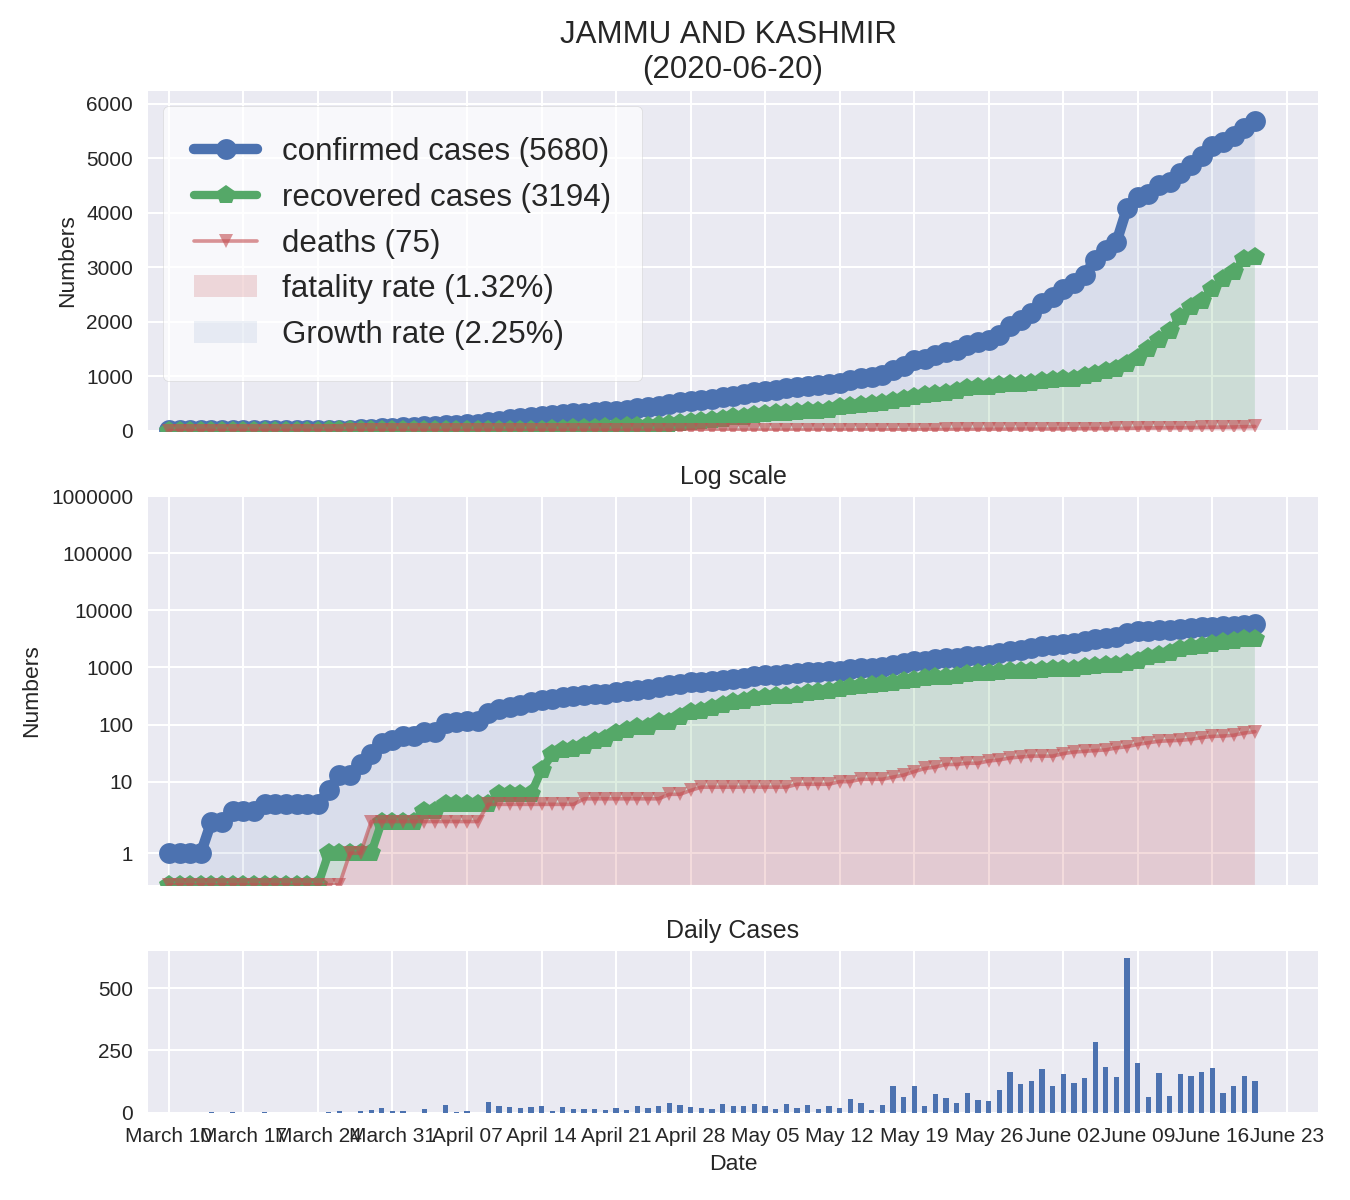 JAMMU AND KASHMIR
(2020-06-20)
6000
5000
4000
3000
2000
1000
0
Numbers
confirmed cases (5680)
recovered cases (3194)
deaths (75)
fatality rate (1.32%)
Growth rate (2.25%)
Log scale
1000000
100000
10000
1000
100
10
1
Numbers
Daily Cases
500
250
0
March 10 March 17 March 24 March 31 April 07 April 14 April 21 April 28 May 05 May 12 May 19 May 26 June 02 June 09 June 16 June 23
Date